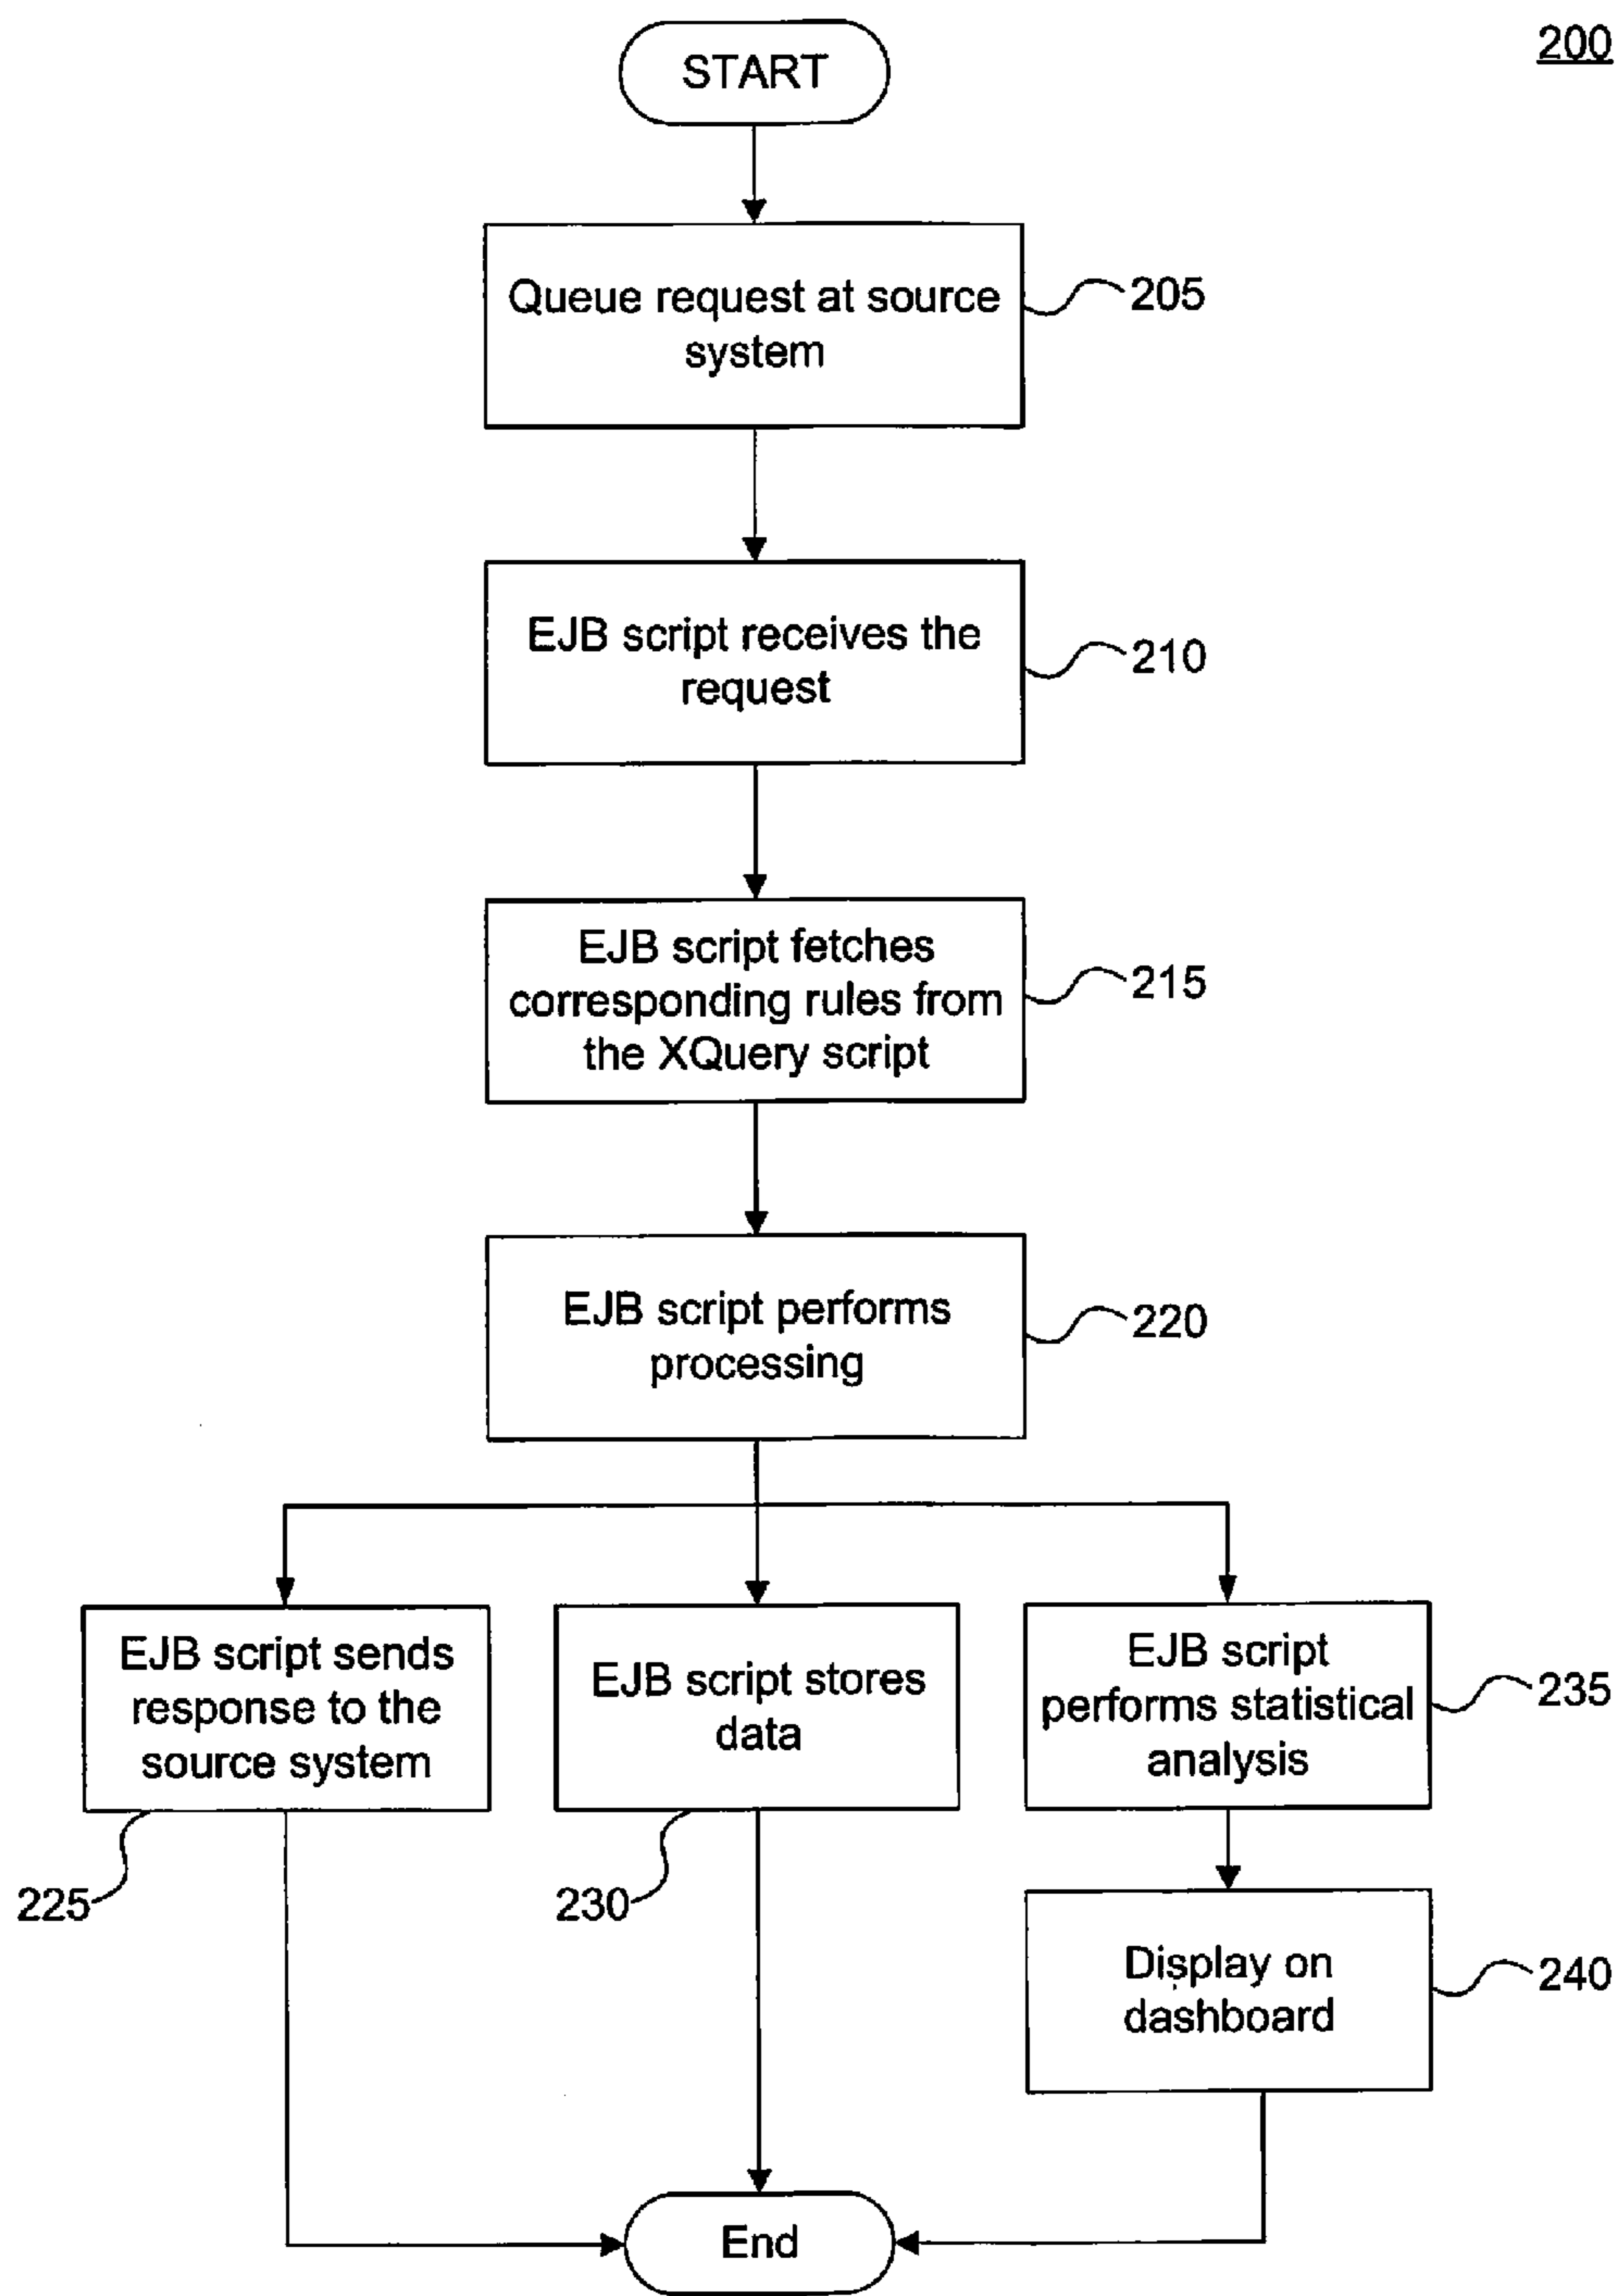 200
START
Queue request at source
system
205
EJB script receives the
request
210
EJB script fetches
corresponding rules from
the XQuery script
215
EJB script performs
processing
220
EJB script sends
response to the
source system
225
EJB script stores
data
230
EJB script
performs statistical
analysis
235
Display on
dashboard
240
End